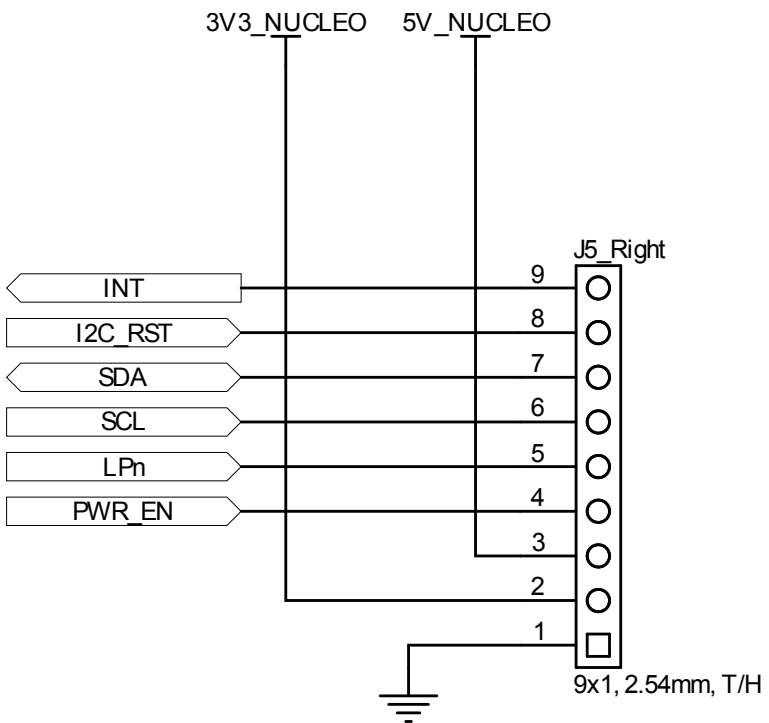 3V3_NUCLEO 5V_NUCLEO
J5_Right
INT 9
I2C_RST 8
SDA 7
SCL 6
LPn 5
PWR_EN 4
3
2
1
9x1, 2.54mm, T/H